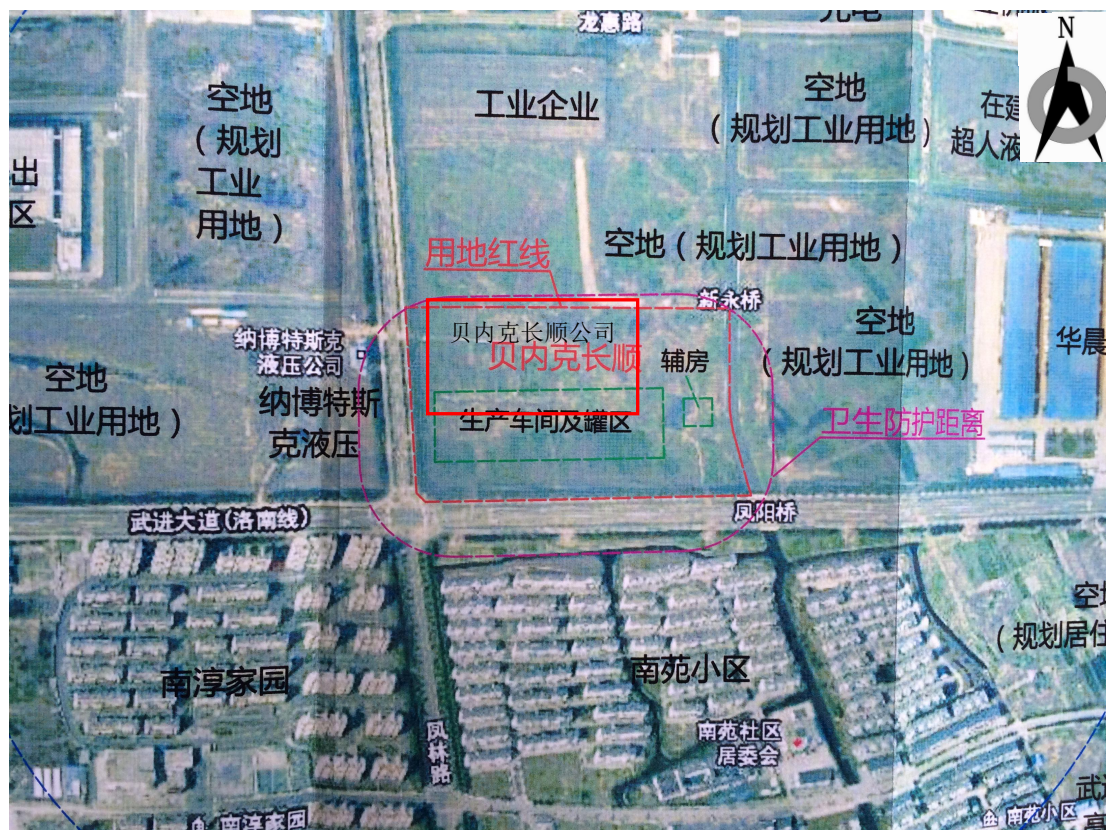 龙惠路
N
空地
（规划
工业
用地）
工业企业
空地
（规划工业用地）
在建
超人液
出
区
用地红线
空地（规划工业用地）
新永桥
纳博特斯克
液压公司
贝内克长顺公司
贝内克长顺
辅房
空地
（规划工业用地）
华晨
空地
划工业用地）
纳博特斯
克液压
生产车间及罐区
卫生防护距离
武进大道(洛南线)
凤阳桥
空地
（规划居住
南淳家园
南苑小区
凤林路
南苑社区
居委会
南淳家园
南苑小区